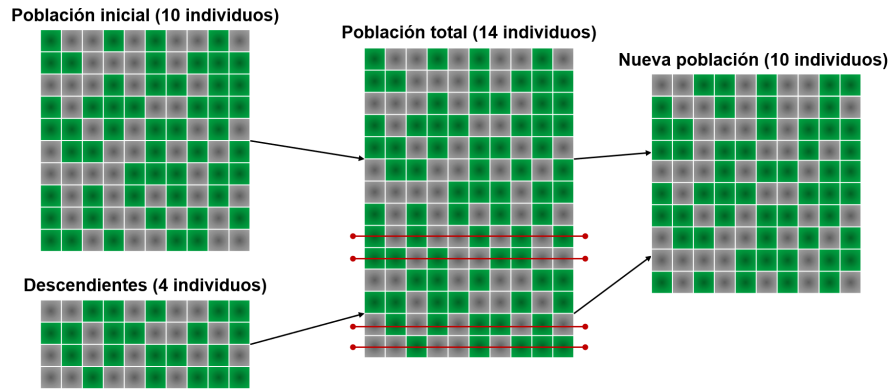 Población inicial (10 individuos)
Población total (14 individuos)
Nueva población (10 individuos)
Descendientes (4 individuos)